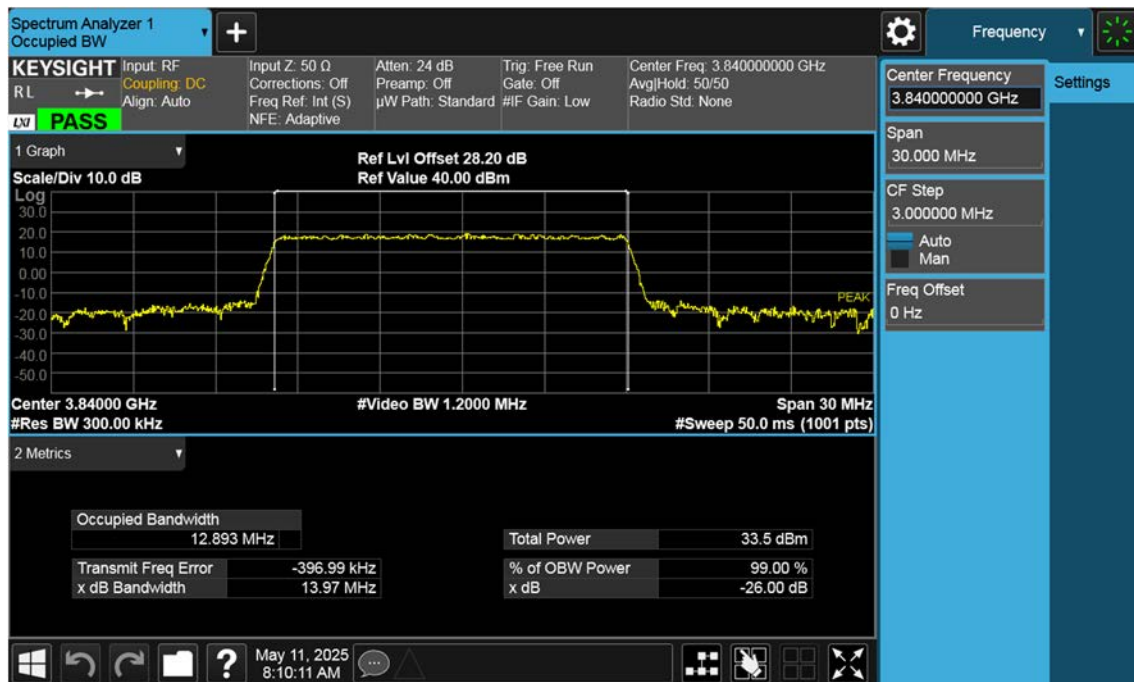 Spectrum Analyzer 1
Occupied BW
+
Frequency
KEYSIGHT
RL
LXI PASS
Input: RF
Coupling: DC
Align: Auto
Input Z: 50 Ω
Corrections: Off
Freq Ref: Int (S)
NFE: Adaptive
Atten: 24 dB
Preamp: Off
µW Path: Standard
Trig: Free Run
Gate: Off
#IF Gain: Low
Center Freq: 3.840000000 GHz
Avg|Hold: 50/50
Radio Std: None
Center Frequency
3.840000000 GHz
Settings
Span
30.000 MHz
CF Step
3.000000 MHz
Auto
Man
Freq Offset
0 Hz
1 Graph
Scale/Div 10.0 dB
Ref Lvl Offset 28.20 dB
Ref Value 40.00 dBm
Log
30.0
20.0
10.0
0.00
-10.0
-20.0
-30.0
-40.0
-50.0
PEAK
Center 3.84000 GHz
#Video BW 1.2000 MHz
Span 30 MHz
#Res BW 300.00 kHz
#Sweep 50.0 ms (1001 pts)
2 Metrics
Occupied Bandwidth
12.893 MHz
Transmit Freq Error -396.99 kHz
x dB Bandwidth 13.97 MHz
Total Power 33.5 dBm
% of OBW Power 99.00 %
x dB -26.00 dB
?
May 11, 2025
8:10:11 AM